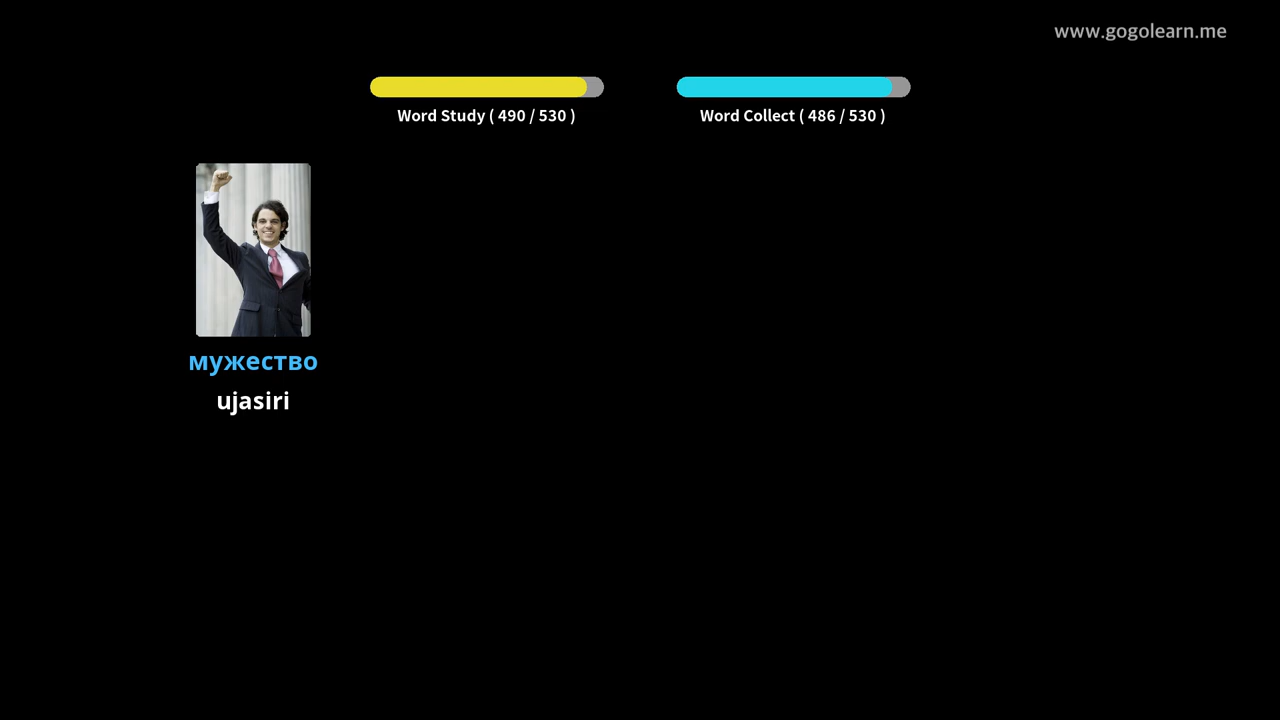 www.gogolearn.me
Word Study ( 490 / 530 )
Word Collect ( 486 / 530 )
мужество
ujasiri